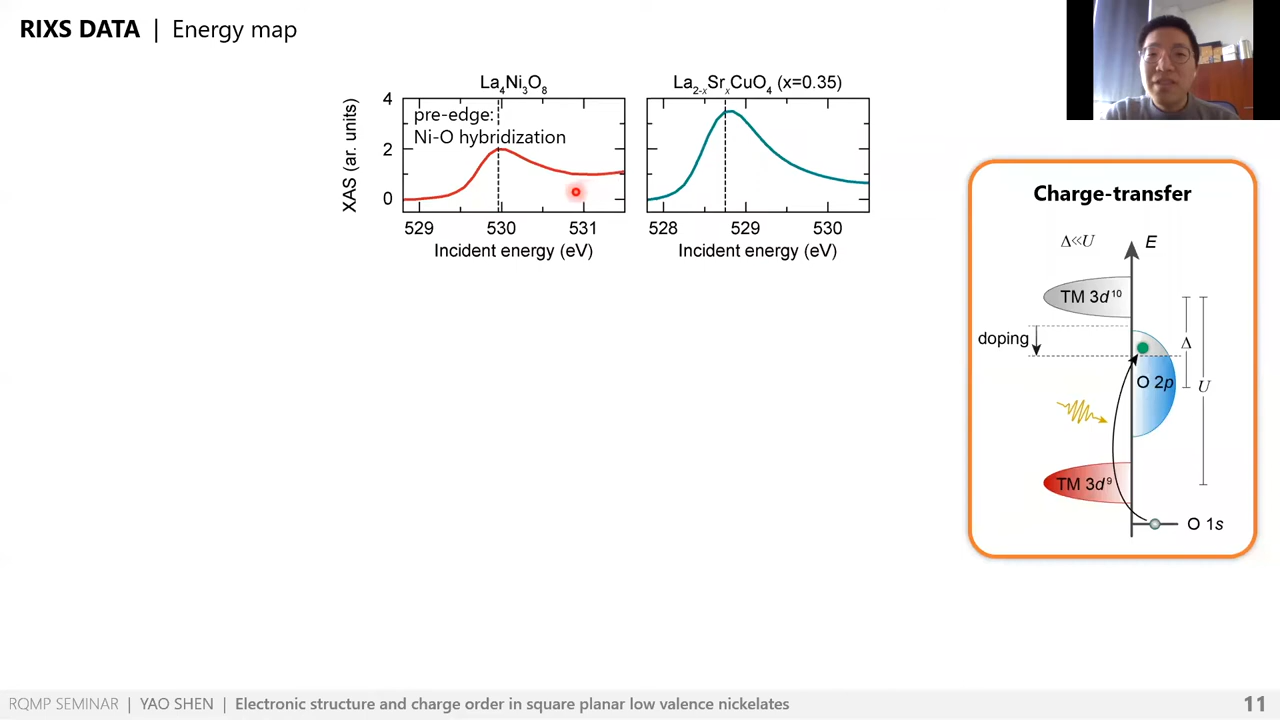 RIXS DATA | Energy map
La₄Ni₃O₈
La₂₋ₓSrₓCuO₄ (x=0.35)
XAS (ar. units)
4
2
0
pre-edge:
Ni-O hybridization
529 530 531
528 529 530
Incident energy (eV)
Incident energy (eV)
Charge-transfer
Δ≪U
E
TM 3d¹⁰
doping
Δ
O 2p
U
TM 3d⁹
O 1s
RQMP SEMINAR | YAO SHEN | Electronic structure and charge order in square planar low valence nickelates
11